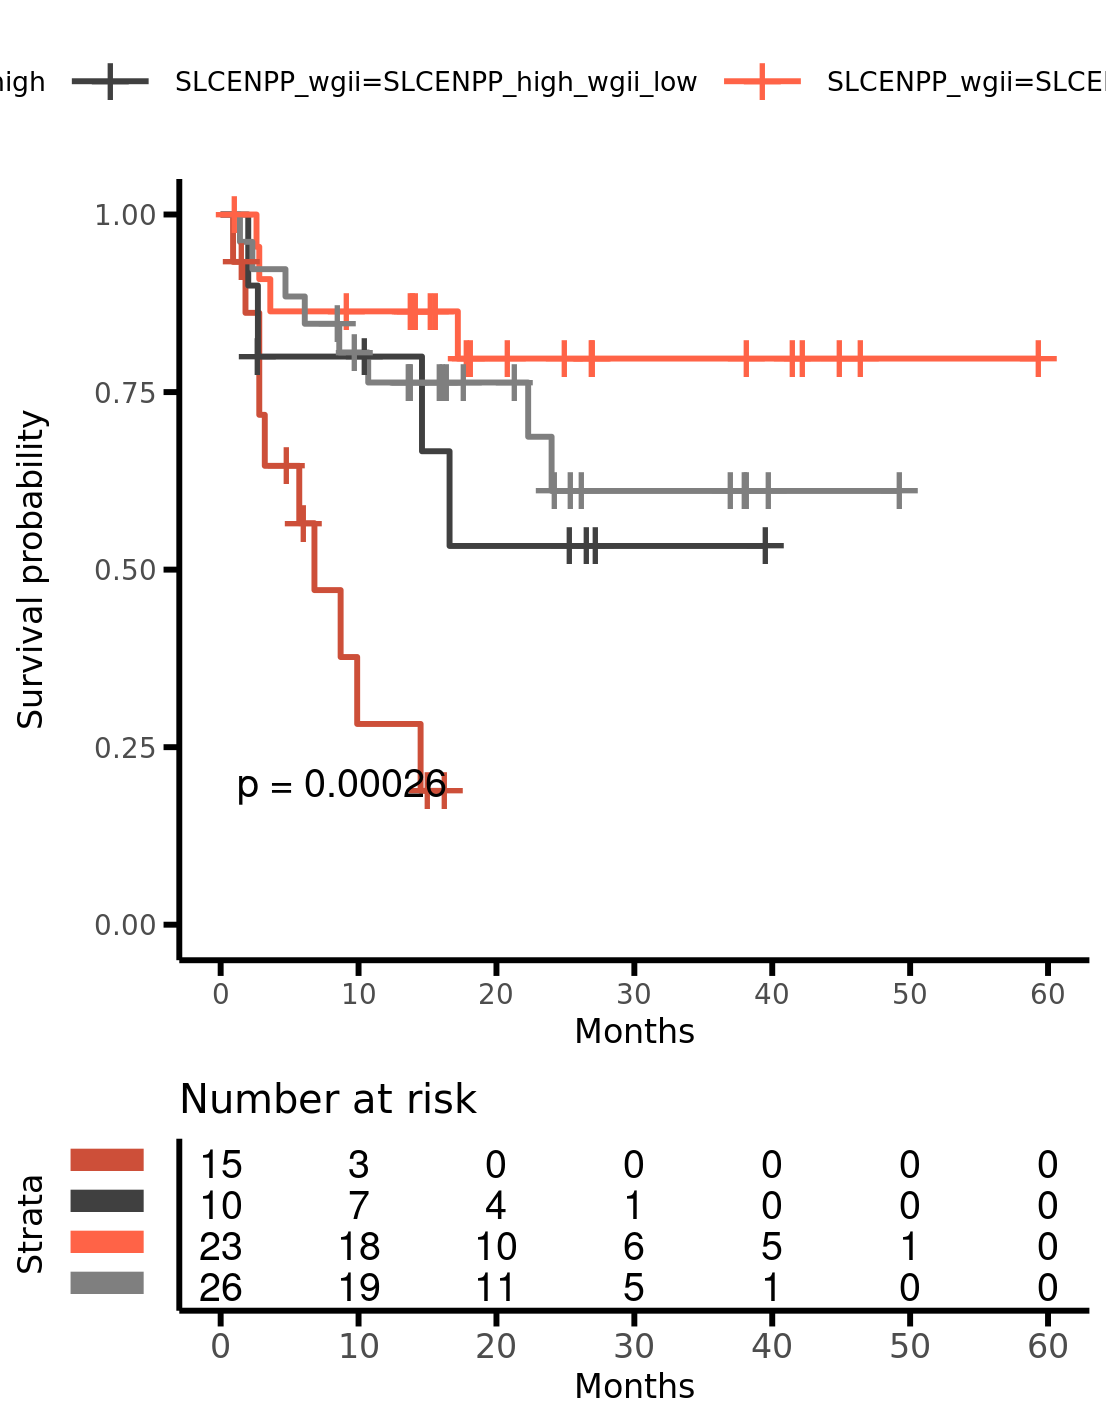 high SLCENPP_wgii=SLCENPP_high_wgii_low SLCENPP_wgii=SLCE
1.00
0.75
0.50
0.25
0.00
Survival probability
p = 0.00026
0 10 20 30 40 50 60
Months
Number at risk
Strata
15 3 0 0 0 0 0
10 7 4 1 0 0 0
23 18 10 6 5 1 0
26 19 11 5 1 0 0
0 10 20 30 40 50 60
Months